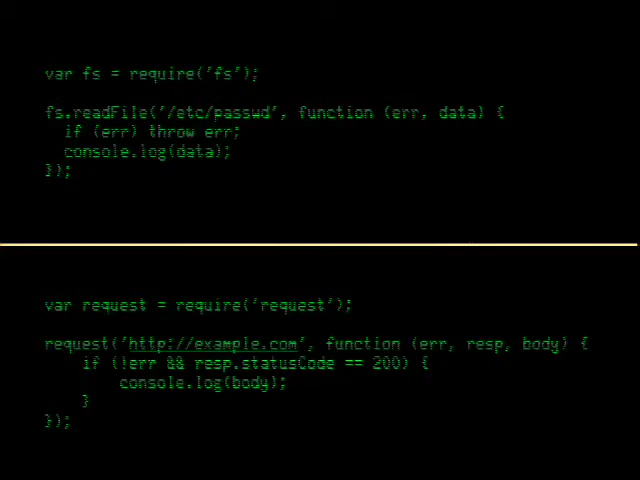 var fs = require('fs');
fs.readFile('/etc/passwd', function (err, data) {
  if (err) throw err;
  console.log(data);
});
var request = require('request');
request('http://example.com', function (err, resp, body) {
    if (!err && resp.statusCode == 200) {
        console.log(body);
    }
});